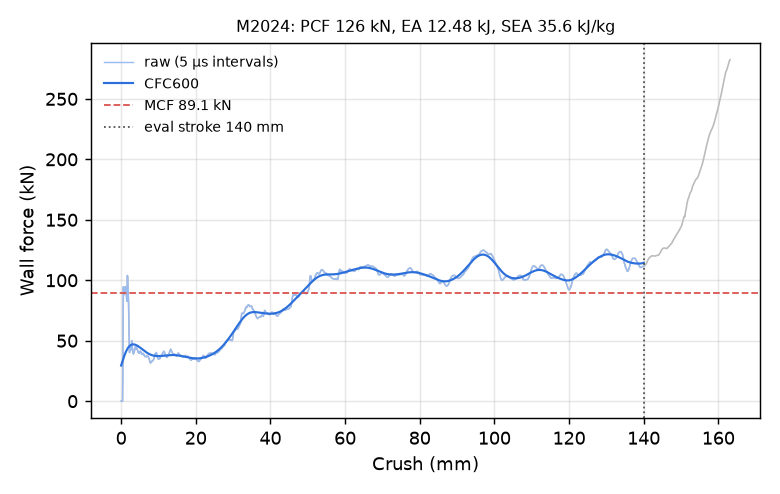 M2024: PCF 126 kN, EA 12.48 kJ, SEA 35.6 kJ/kg
raw (5 µs intervals)
CFC600
MCF 89.1 kN
eval stroke 140 mm
Wall force (kN)
250
200
150
100
50
0
0 20 40 60 80 100 120 140 160
Crush (mm)